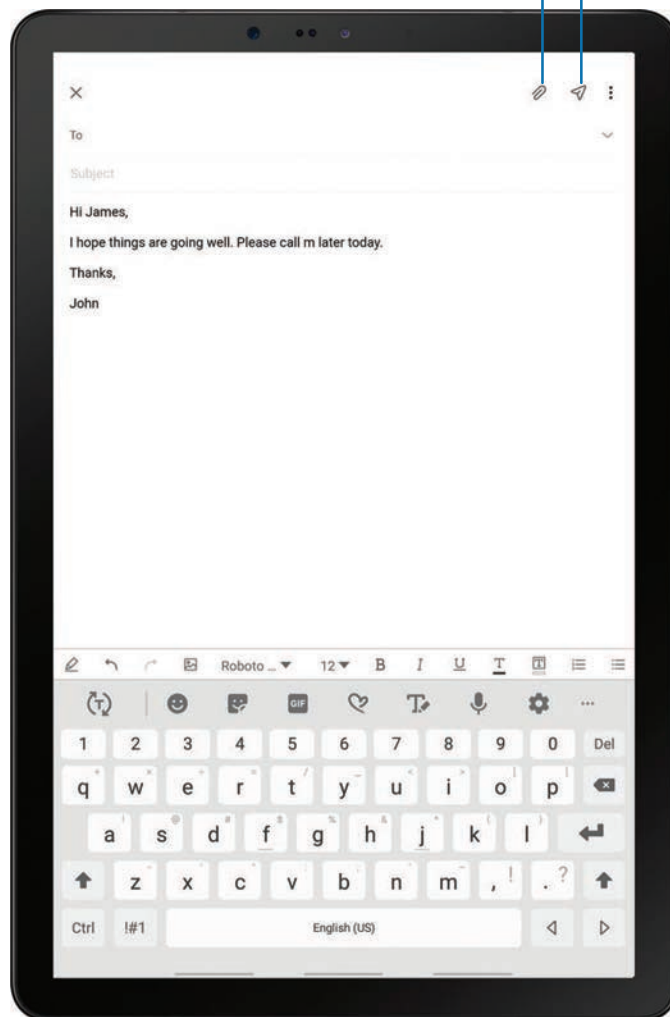 To
Subject
Hi James,
I hope things are going well. Please call m later today.
Thanks,
John
Roboto ... 12 B I U T T
T GIF T ...
1 2 3 4 5 6 7 8 9 0 Del
q w e r t y u i o p
a s d f g h j k l
z x c v b n m , ! . ?
Ctrl !#1 English (US)